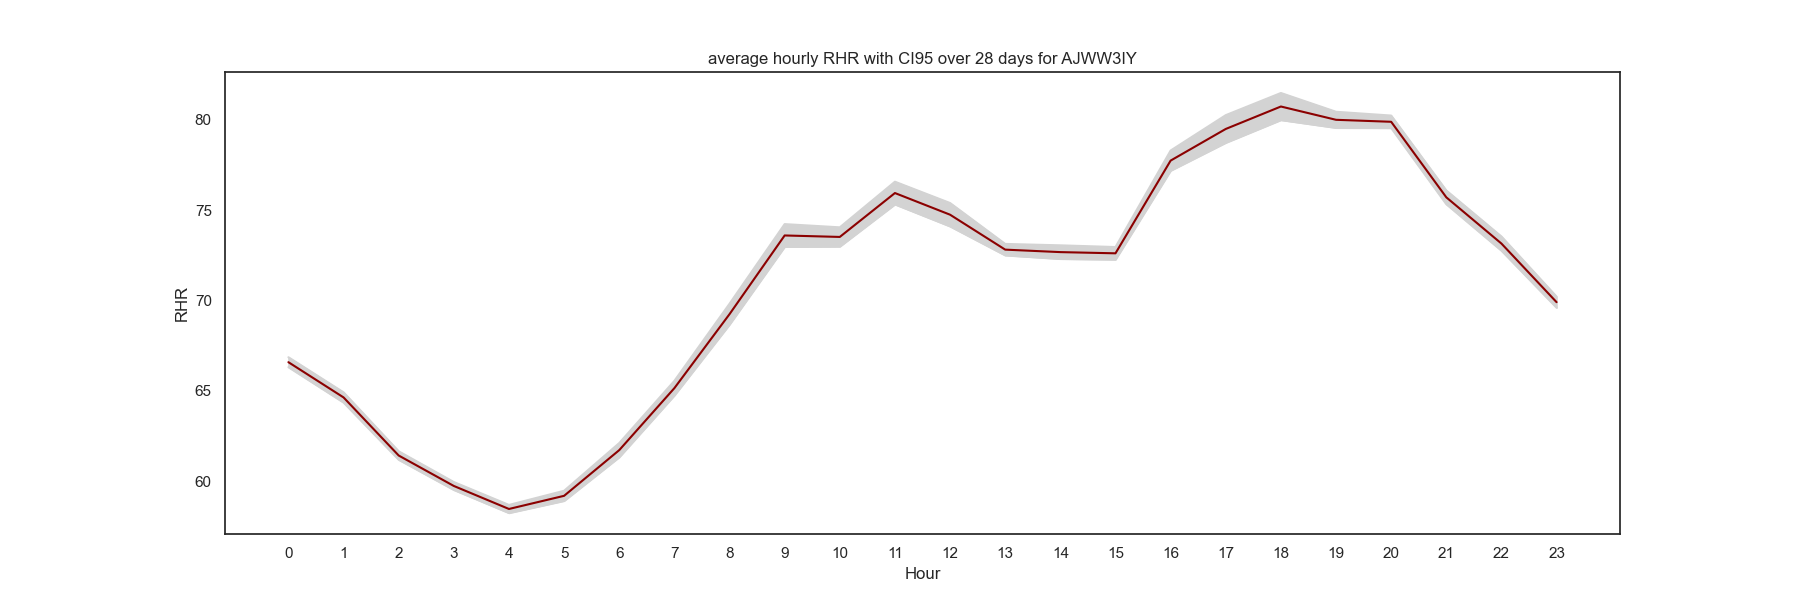 average hourly RHR with CI95 over 28 days for AJWW3IY
80
75
70
65
60
RHR
0 1 2 3 4 5 6 7 8 9 10 11 12 13 14 15 16 17 18 19 20 21 22 23
Hour